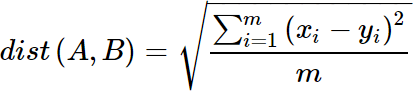 dist (A, B) = √(∑_{i=1}^{m} (x_i − y_i)^2 / m)